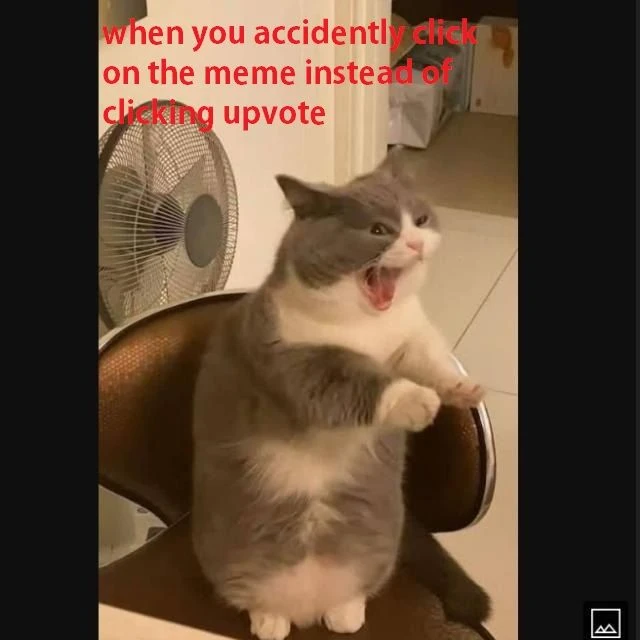 when you accidently click
on the meme instead of
clicking upvote